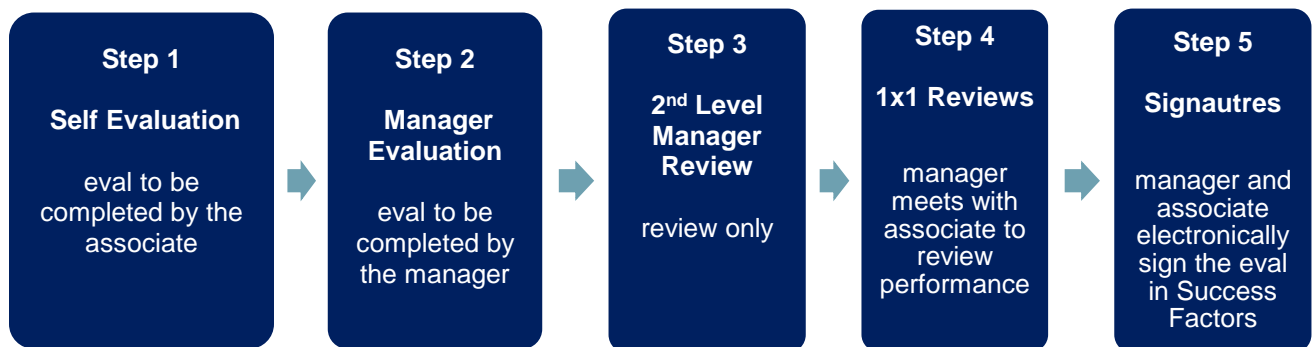 Step 1
Self Evaluation
eval to be
completed by the
associate
Step 2
Manager
Evaluation
eval to be
completed by
the manager
Step 3
2nd Level
Manager
Review
review only
Step 4
1x1 Reviews
manager
meets with
associate to
review
performance
Step 5
Signautres
manager and
associate
electronically
sign the eval
in Success
Factors